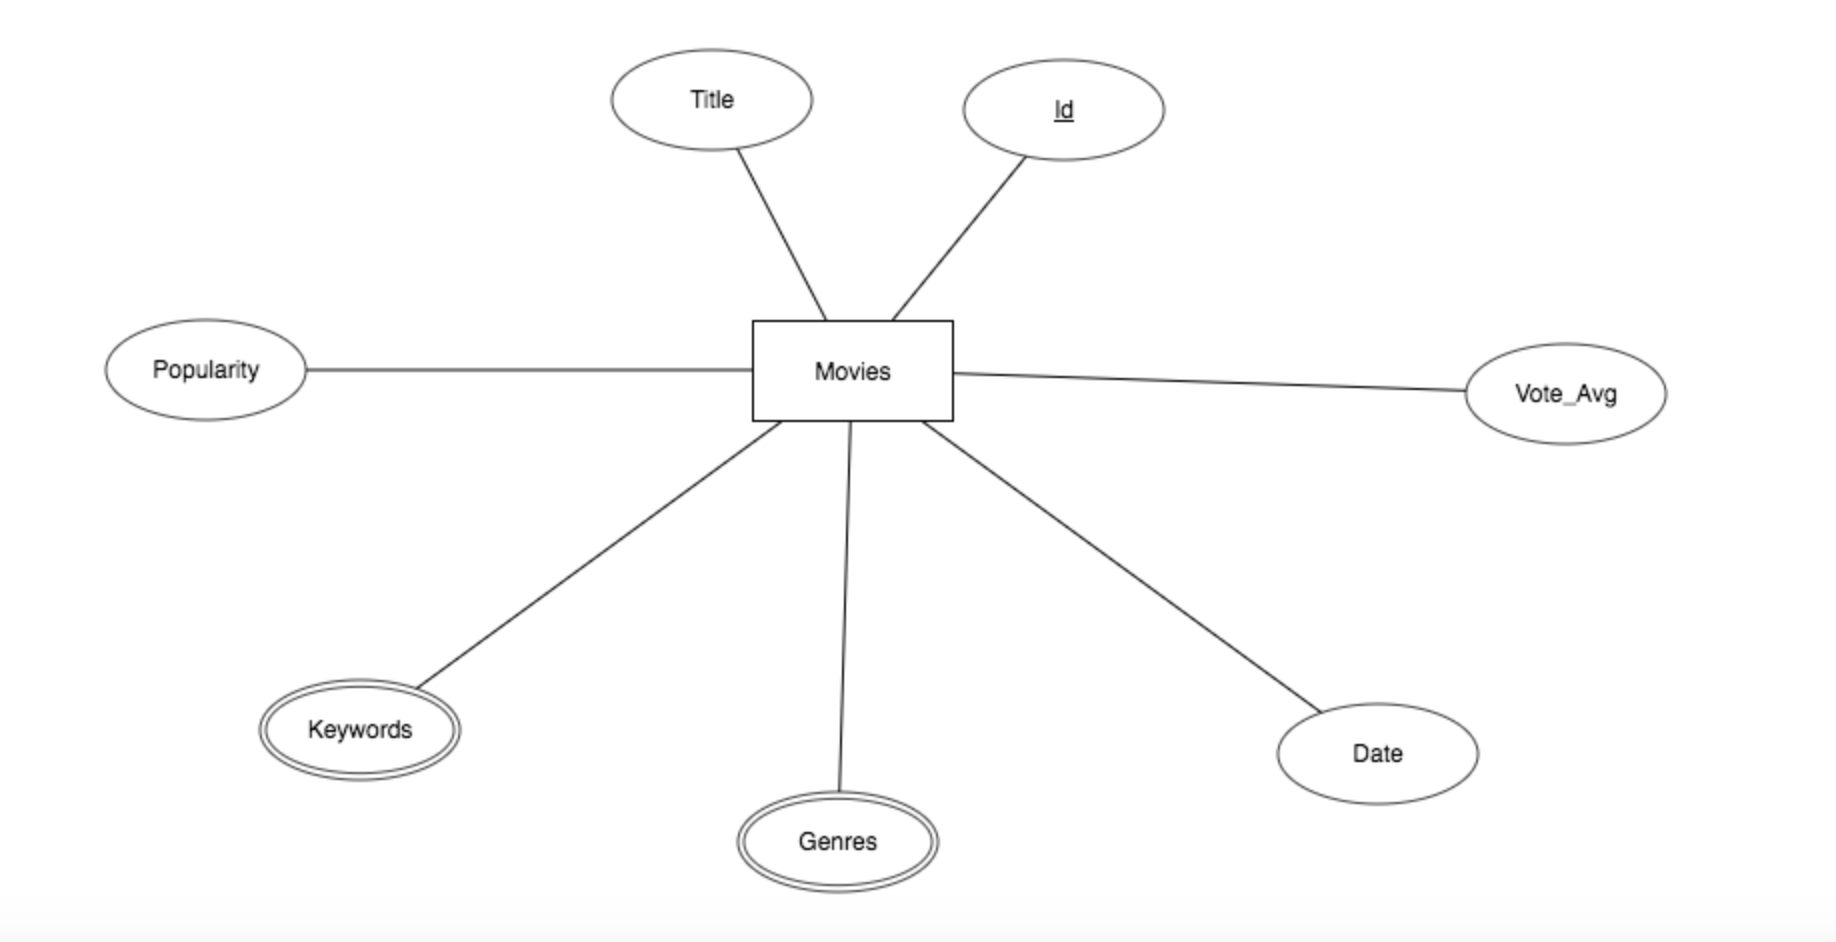 Title
Id
Popularity
Movies
Vote_Avg
Keywords
Date
Genres